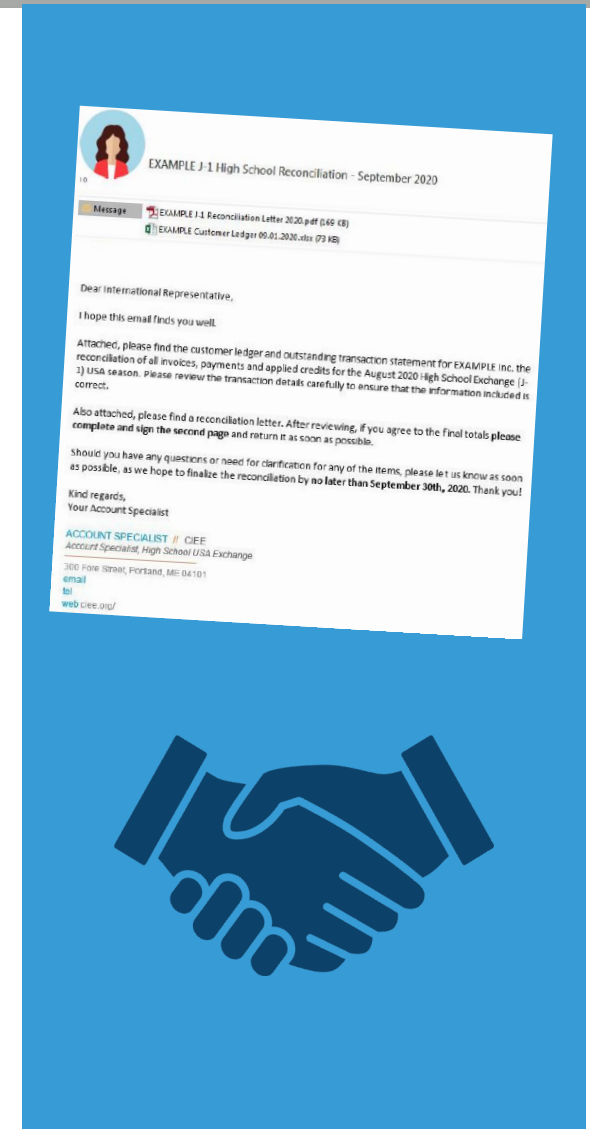 EXAMPLE J-1 High School Reconciliation - September 2020
Message
EXAMPLE J-1 Reconciliation Letter 2020.pdf (169 KB)
EXAMPLE Customer Ledger 09.01.2020.xlsx (73 KB)
Dear International Representative,
I hope this email finds you well.
Attached, please find the customer ledger and outstanding transaction statement for EXAMPLE Inc. the
reconciliation of all invoices, payments and applied credits for the August 2020 High School Exchange (J-
1) USA season. Please review the transaction details carefully to ensure that the information included is
correct.
Also attached, please find a reconciliation letter. After reviewing, if you agree to the final totals please
complete and sign the second page and return it as soon as possible.
Should you have any questions or need for clarification for any of the items, please let us know as soon
as possible, as we hope to finalize the reconciliation by no later than September 30th, 2020. Thank you!
Kind regards,
Your Account Specialist
ACCOUNT SPECIALIST // CIEE
Account Specialist, High School USA Exchange
300 Fore Street, Portland, ME 04101
email
tel
web ciee.org/